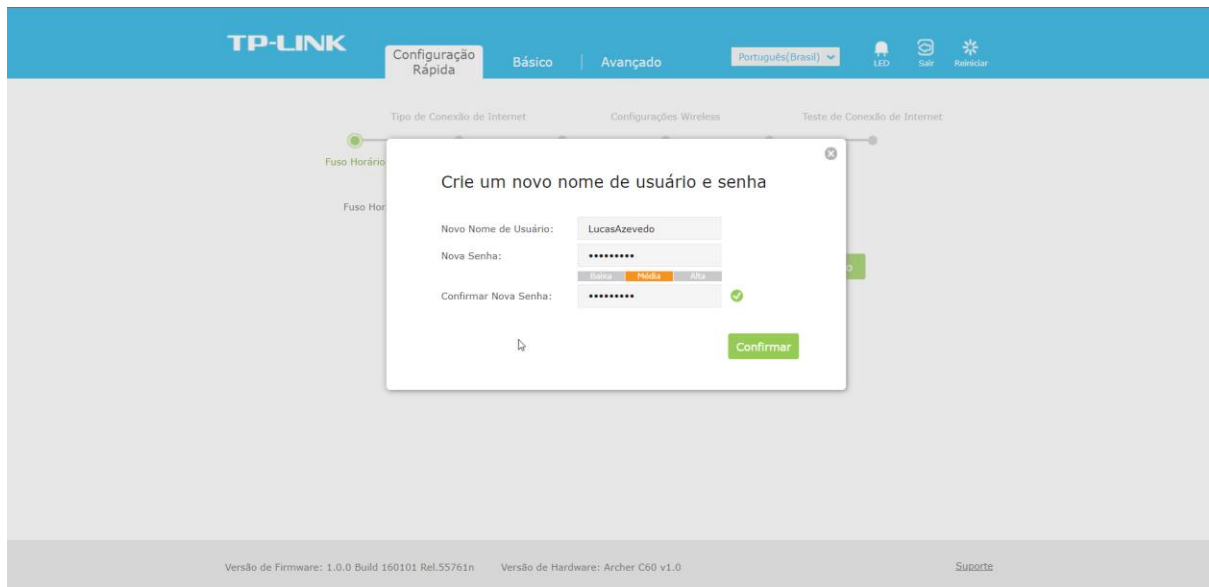 TP-LINK
Configuração Rápida
Básico
Avançado
Português(Brasil)
LED
Sair
Reiniciar
Tipo de Conexão de Internet
Configurações Wireless
Teste de Conexão de Internet
Fuso Horário
Fuso Hor
Crie um novo nome de usuário e senha
Novo Nome de Usuário:
LucasAzevedo
Nova Senha:
•••••••••
Baixa
Média
Alta
Confirmar Nova Senha:
•••••••••
Confirmar
Versão de Firmware: 1.0.0 Build 160101 Rel.55761n
Versão de Hardware: Archer C60 v1.0
Suporte